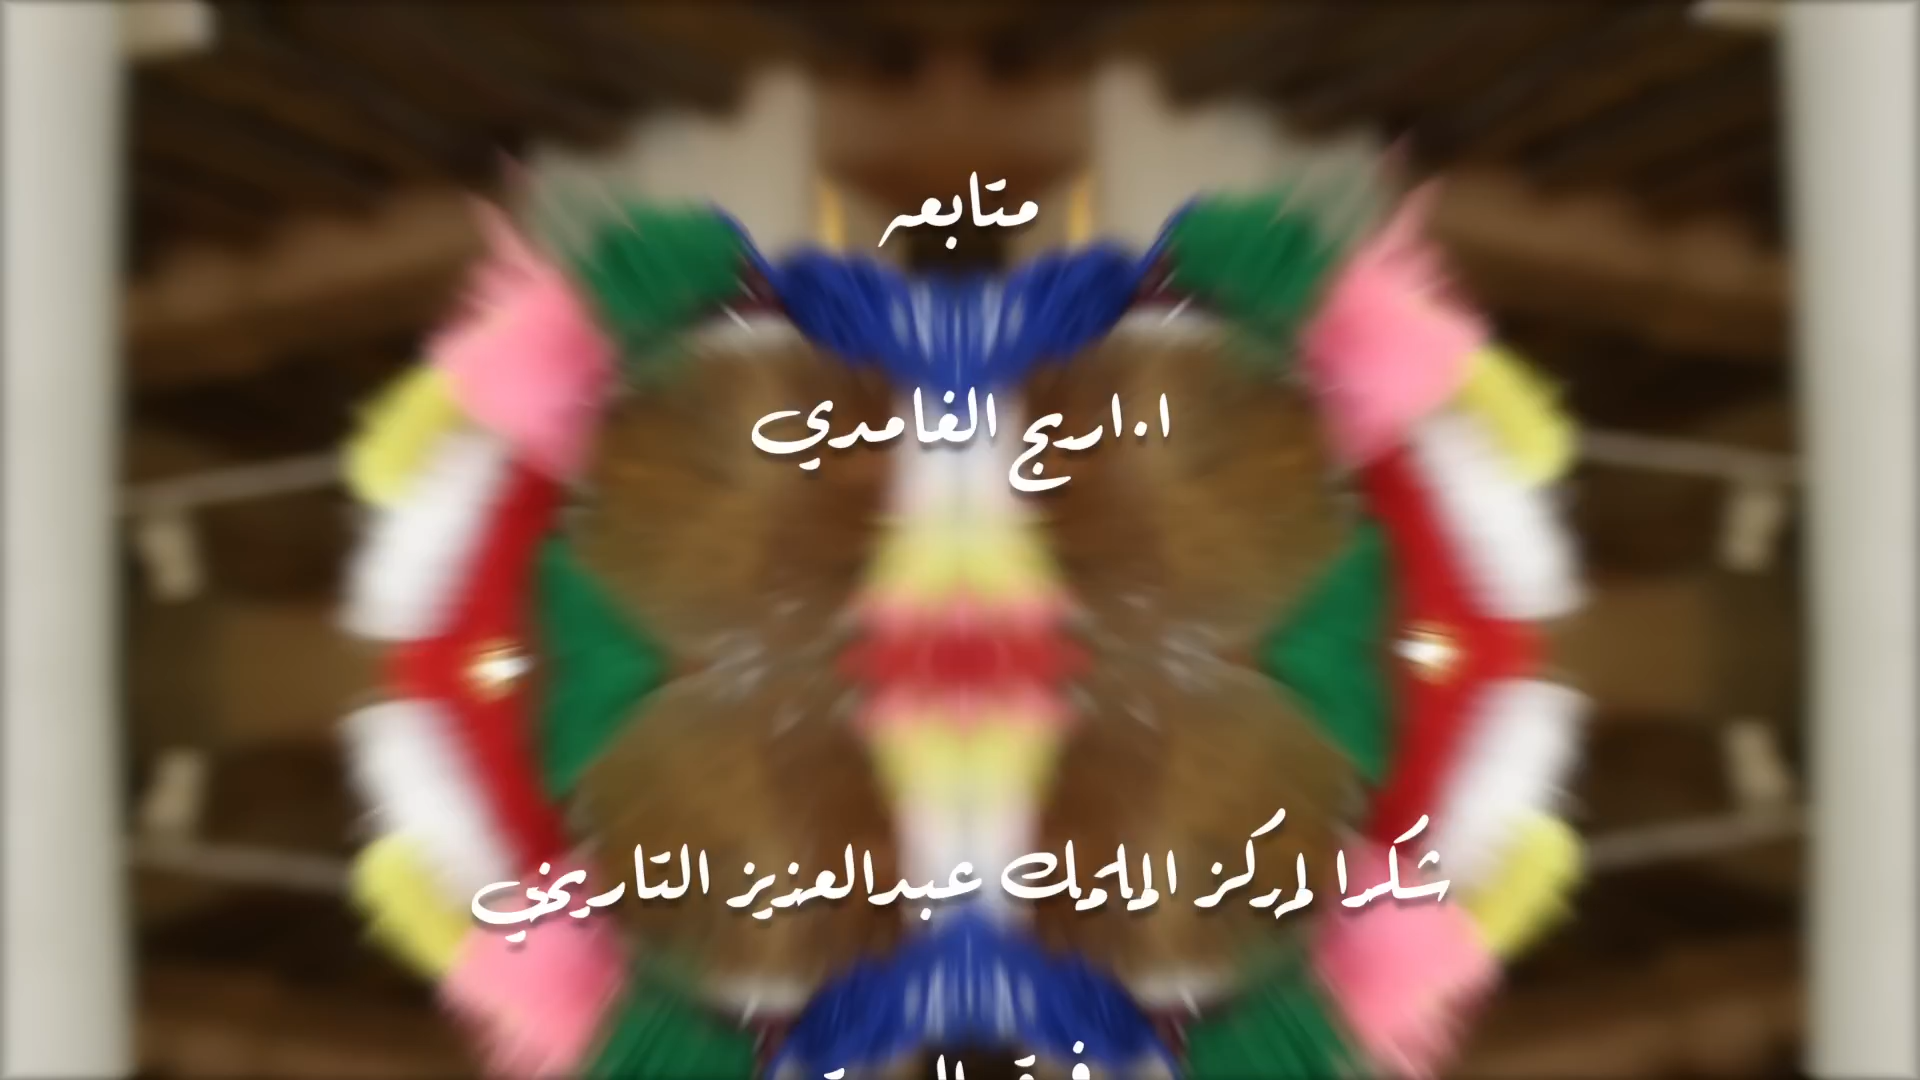 متابعه
ا.اريج الغامدي
شكرا لمركز الملك عبدالعزيز التاريخي